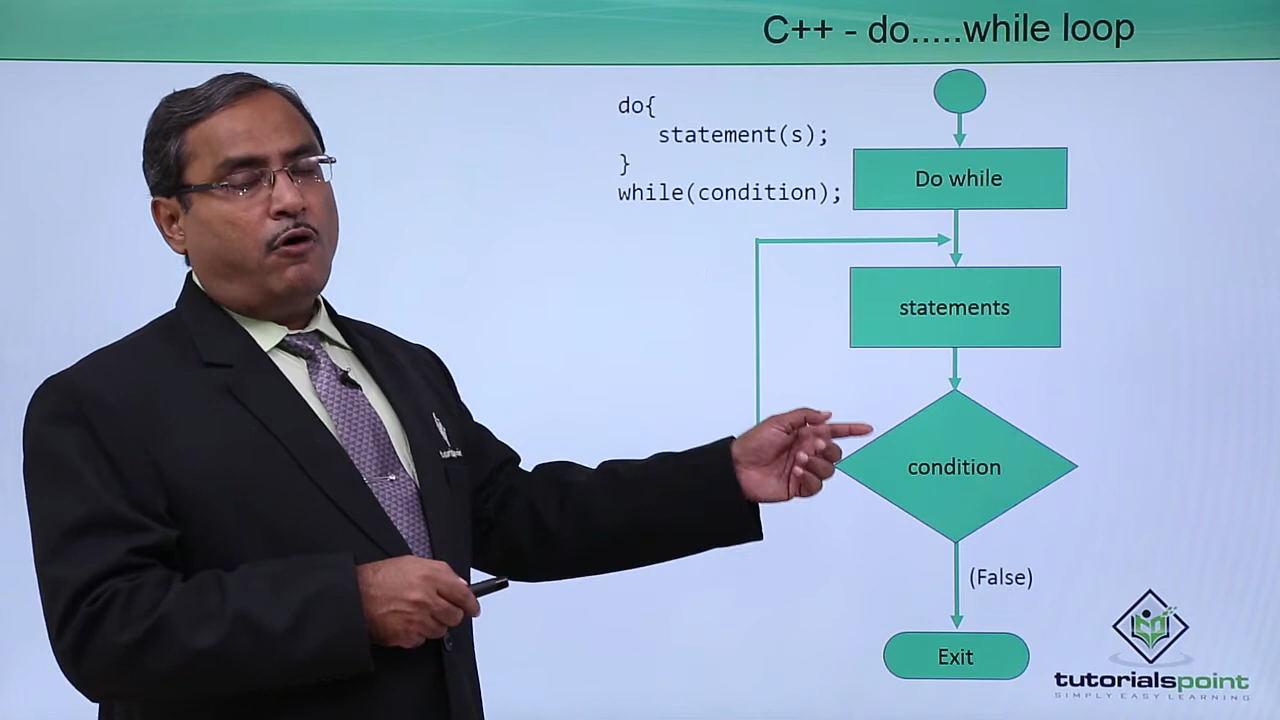 C++ - do.....while loop
do{
statement(s);
}
while(condition);
Do while
statements
condition
(False)
Exit
tutorialspoint
SIMPLY EASY LEARNING